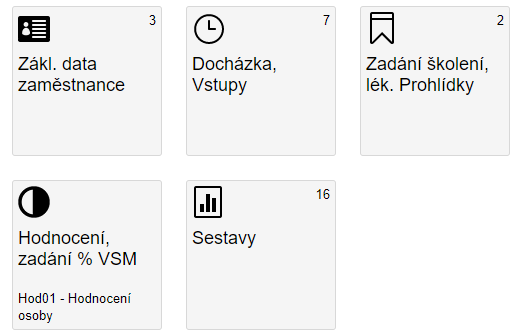 3
Zákl. data
zaměstnance
7
Docházka,
Vstupy
2
Zadání školení,
lék. Prohlídky
Hodnocení,
zadání % VSM
Hod01 - Hodnocení
osoby
16
Sestavy